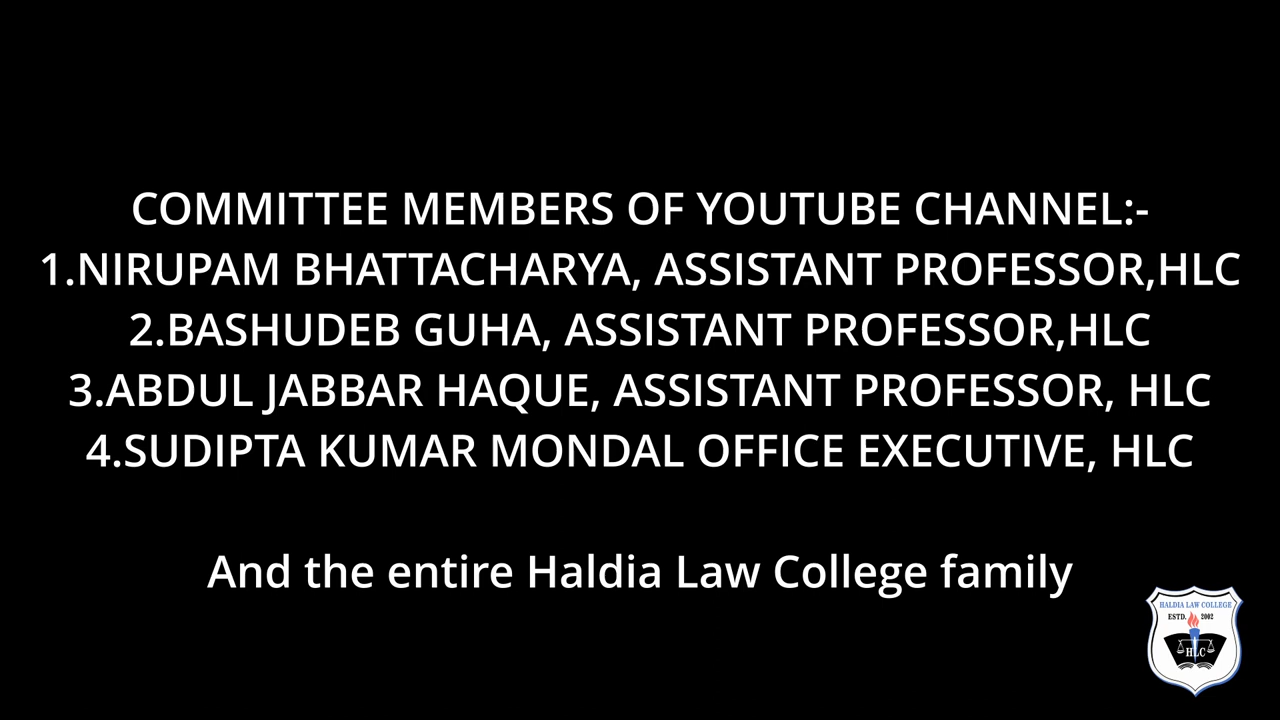 COMMITTEE MEMBERS OF YOUTUBE CHANNEL:-
1.NIRUPAM BHATTACHARYA, ASSISTANT PROFESSOR,HLC
2.BASHUDEB GUHA, ASSISTANT PROFESSOR,HLC
3.ABDUL JABBAR HAQUE, ASSISTANT PROFESSOR, HLC
4.SUDIPTA KUMAR MONDAL OFFICE EXECUTIVE, HLC
And the entire Haldia Law College family
HALDIA LAW COLLEGE
ESTD. 2002
HLC